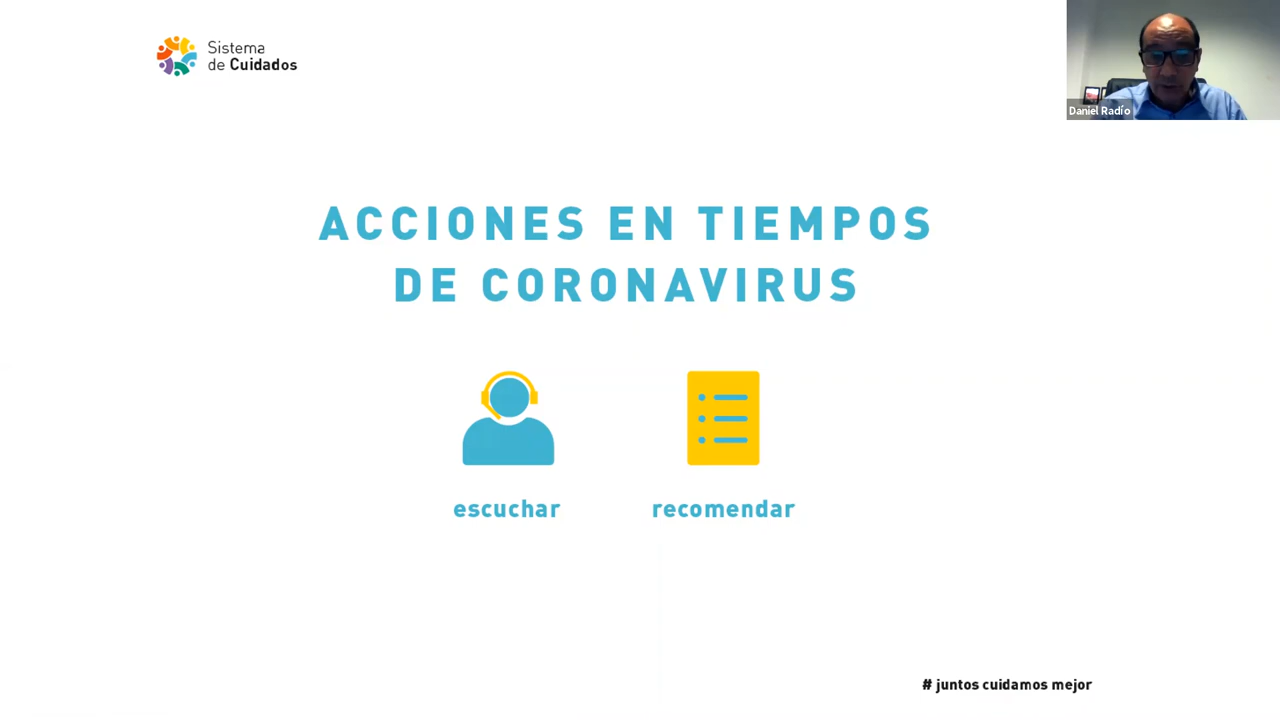 Sistema
de Cuidados
Daniel Radío
ACCIONES EN TIEMPOS
DE CORONAVIRUS
escuchar
recomendar
# juntos cuidamos mejor